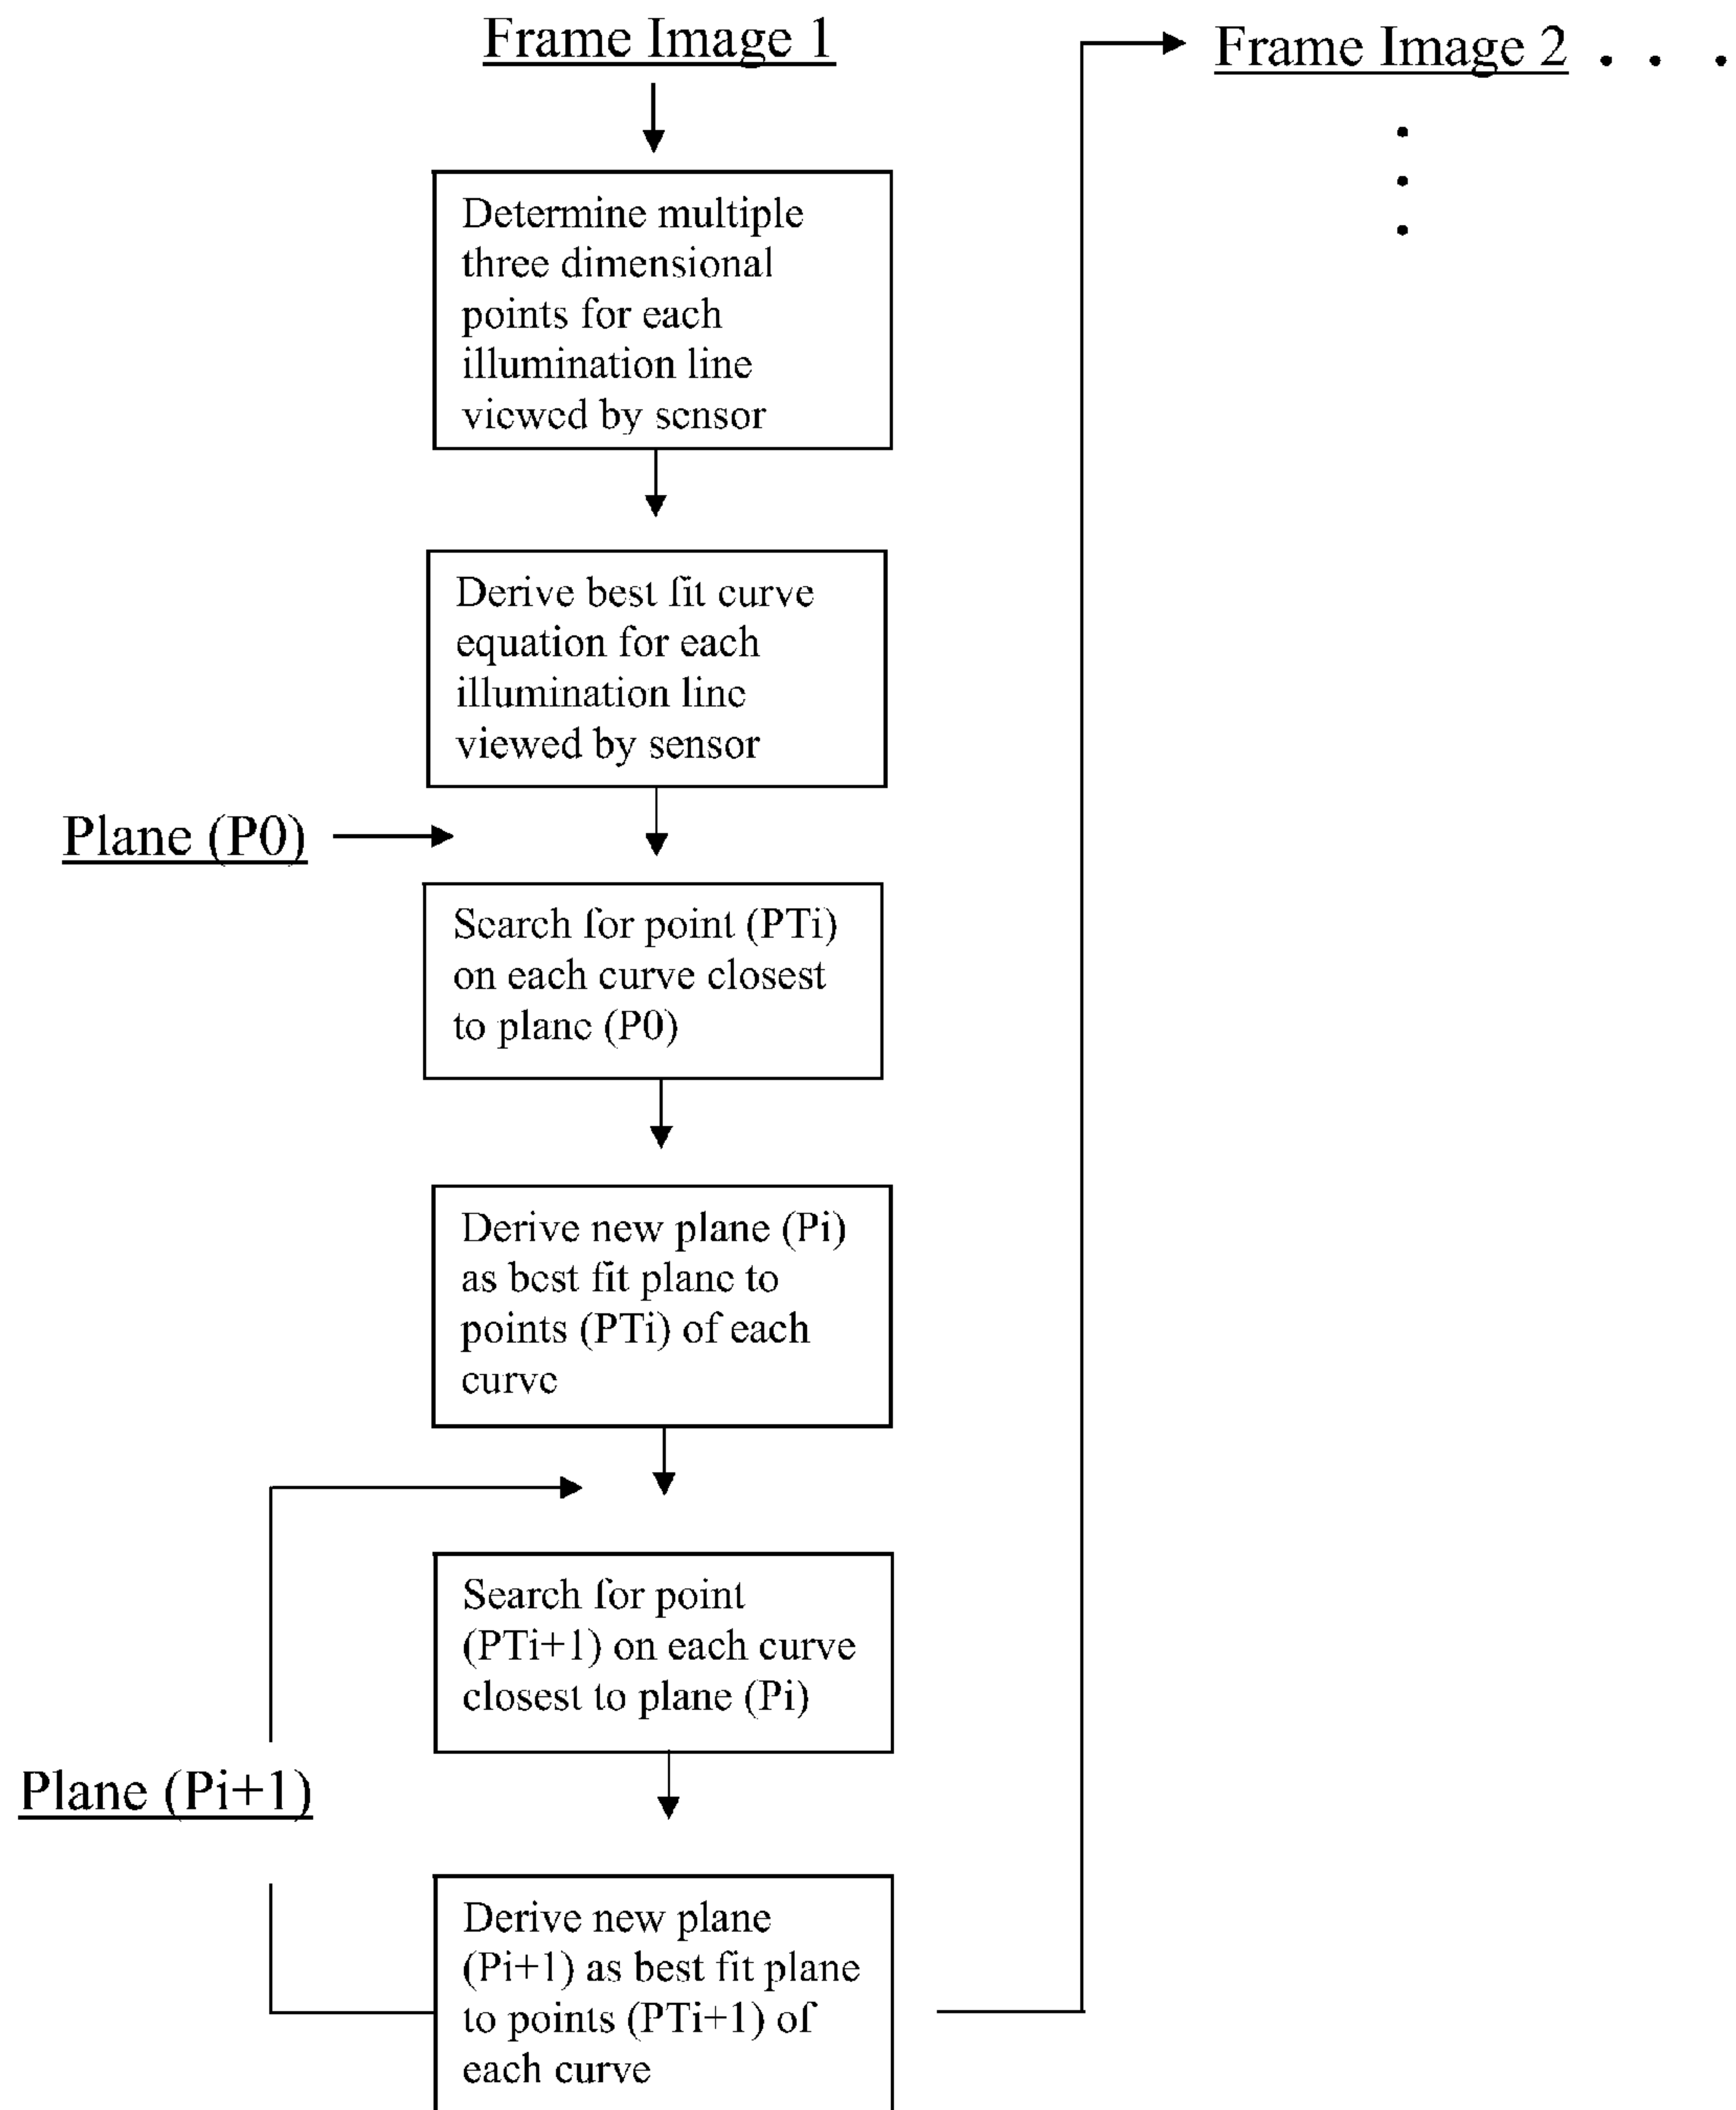 Frame Image 1
Frame Image 2 . . .
Determine multiple
three dimensional
points for each
illumination line
viewed by sensor
Derive best fit curve
equation for each
illumination line
viewed by sensor
Plane (P0)
Search for point (PTi)
on each curve closest
to plane (P0)
Derive new plane (Pi)
as best fit plane to
points (PTi) of each
curve
Search for point
(PTi+1) on each curve
closest to plane (Pi)
Plane (Pi+1)
Derive new plane
(Pi+1) as best fit plane
to points (PTi+1) of
each curve